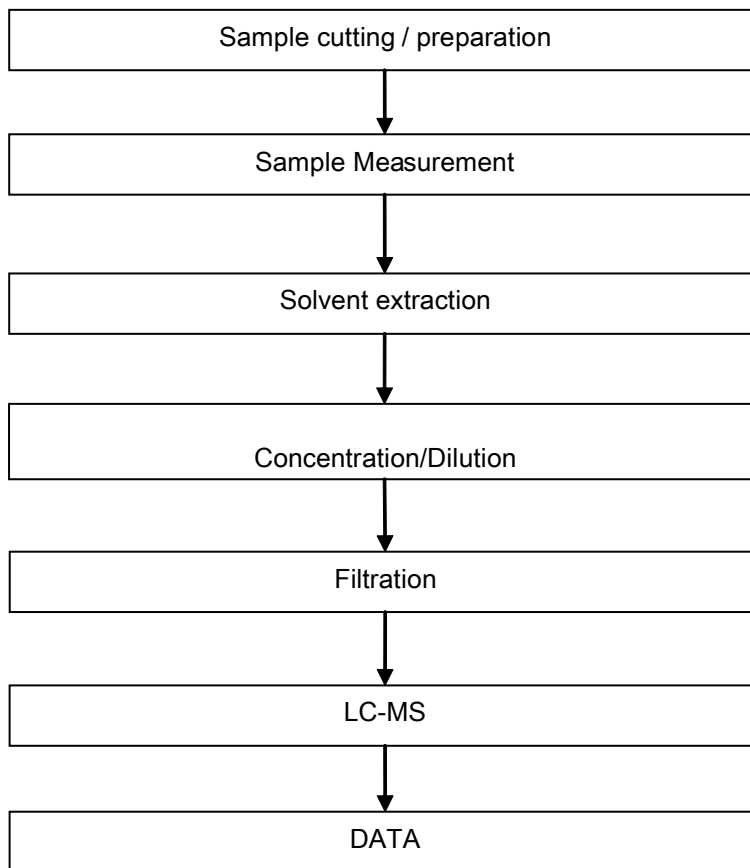 Sample cutting / preparation
Sample Measurement
Solvent extraction
Concentration/Dilution
Filtration
LC-MS
DATA